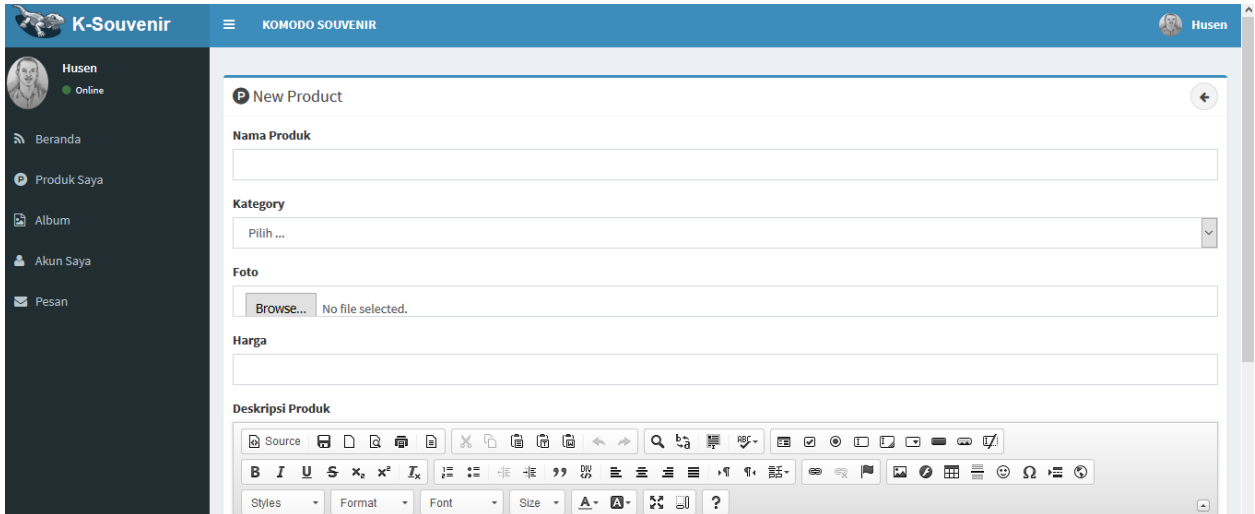 K-Souvenir
KOMODO SOUVENIR
Husen
Husen
Online
Beranda
Produk Saya
Album
Akun Saya
Pesan
New Product
Nama Produk
Kategory
Pilih ...
Foto
Browse... No file selected.
Harga
Deskripsi Produk
Source
B I U S x₂ x² Iₓ
Styles Format Font Size A A ?